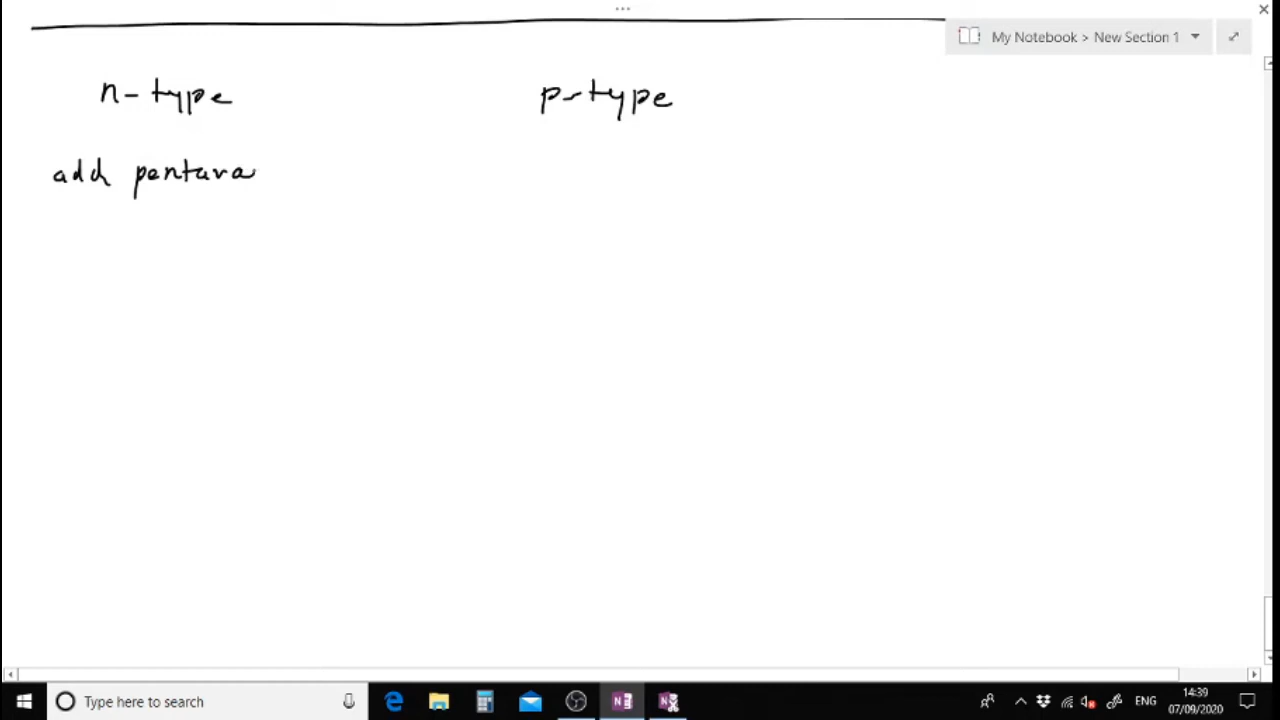 ...
My Notebook > New Section 1
n-type p-type
add pentava
Type here to search
ENG
14:39
07/09/2020